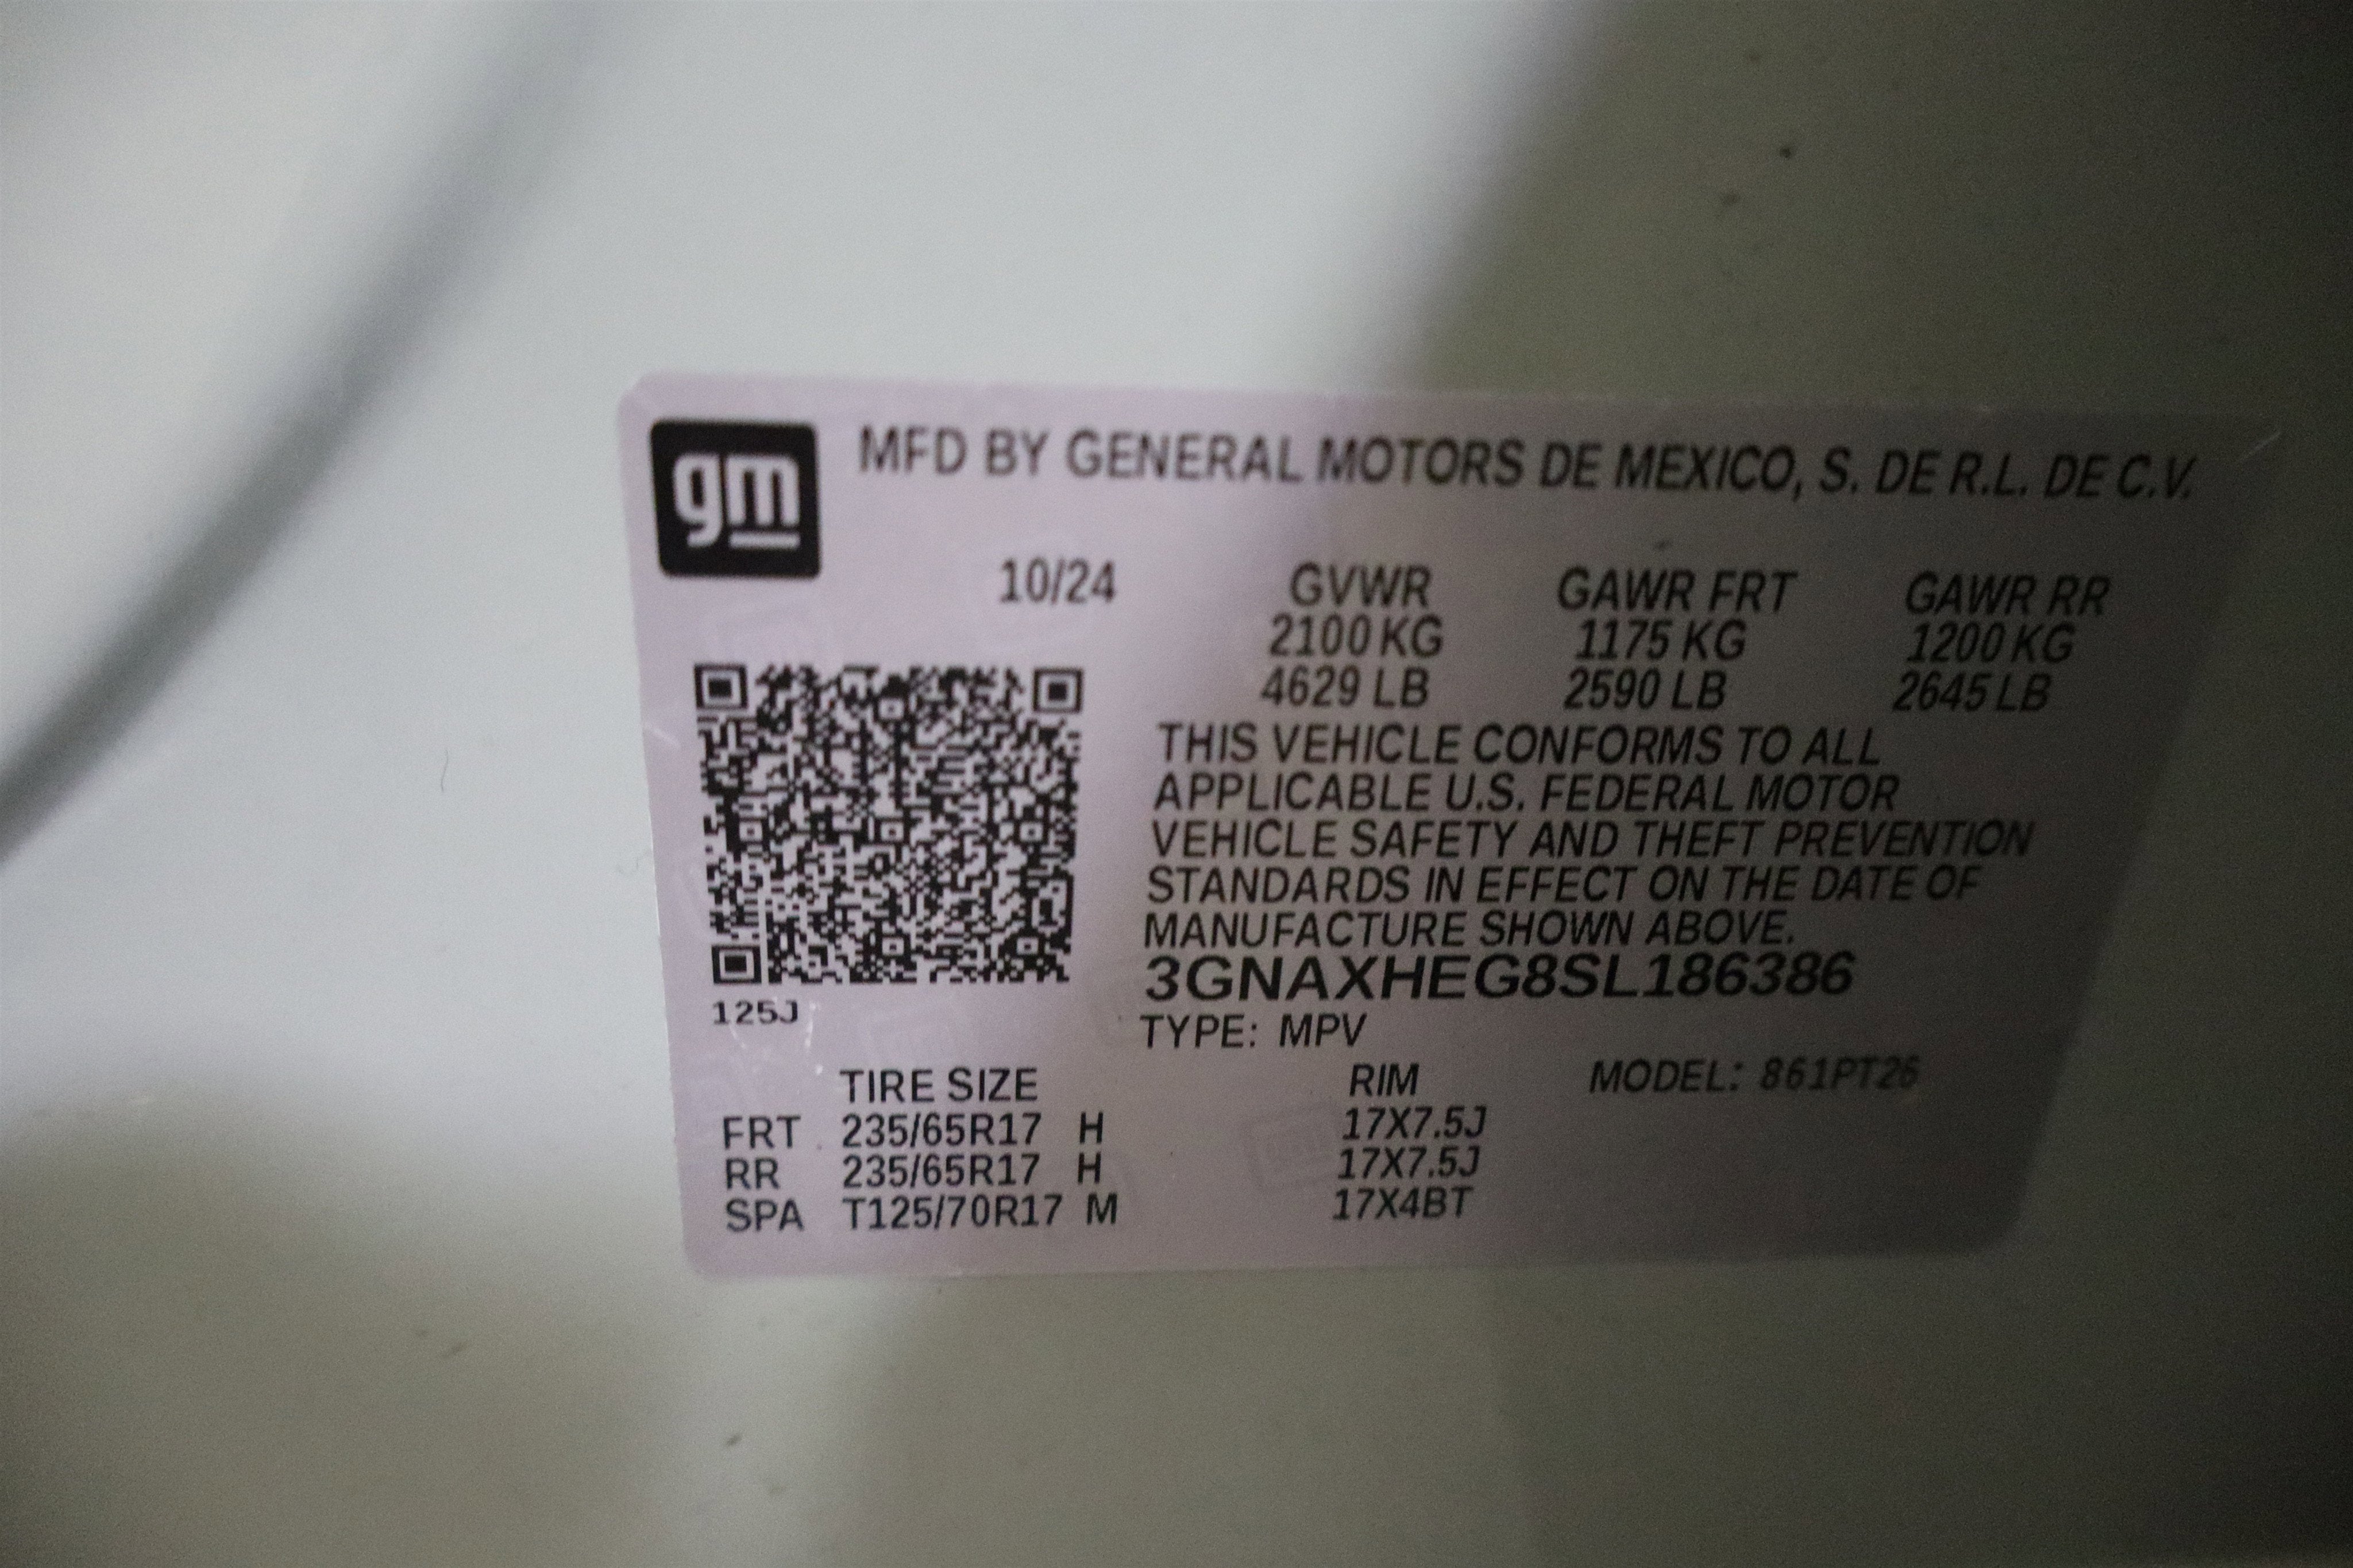 gm
MFD BY GENERAL MOTORS DE MEXICO, S. DE R.L. DE C.V.
10/24 GVWR GAWR FRT GAWR RR
2100 KG 1175 KG 1200 KG
4629 LB 2590 LB 2645 LB
THIS VEHICLE CONFORMS TO ALL
APPLICABLE U.S. FEDERAL MOTOR
VEHICLE SAFETY AND THEFT PREVENTION
STANDARDS IN EFFECT ON THE DATE OF
MANUFACTURE SHOWN ABOVE.
3GNAXHEG8SL186386
125J
TYPE: MPV
TIRE SIZE RIM MODEL: 861PT26
FRT 235/65R17 H 17X7.5J
RR 235/65R17 H 17X7.5J
SPA T125/70R17 M 17X4BT